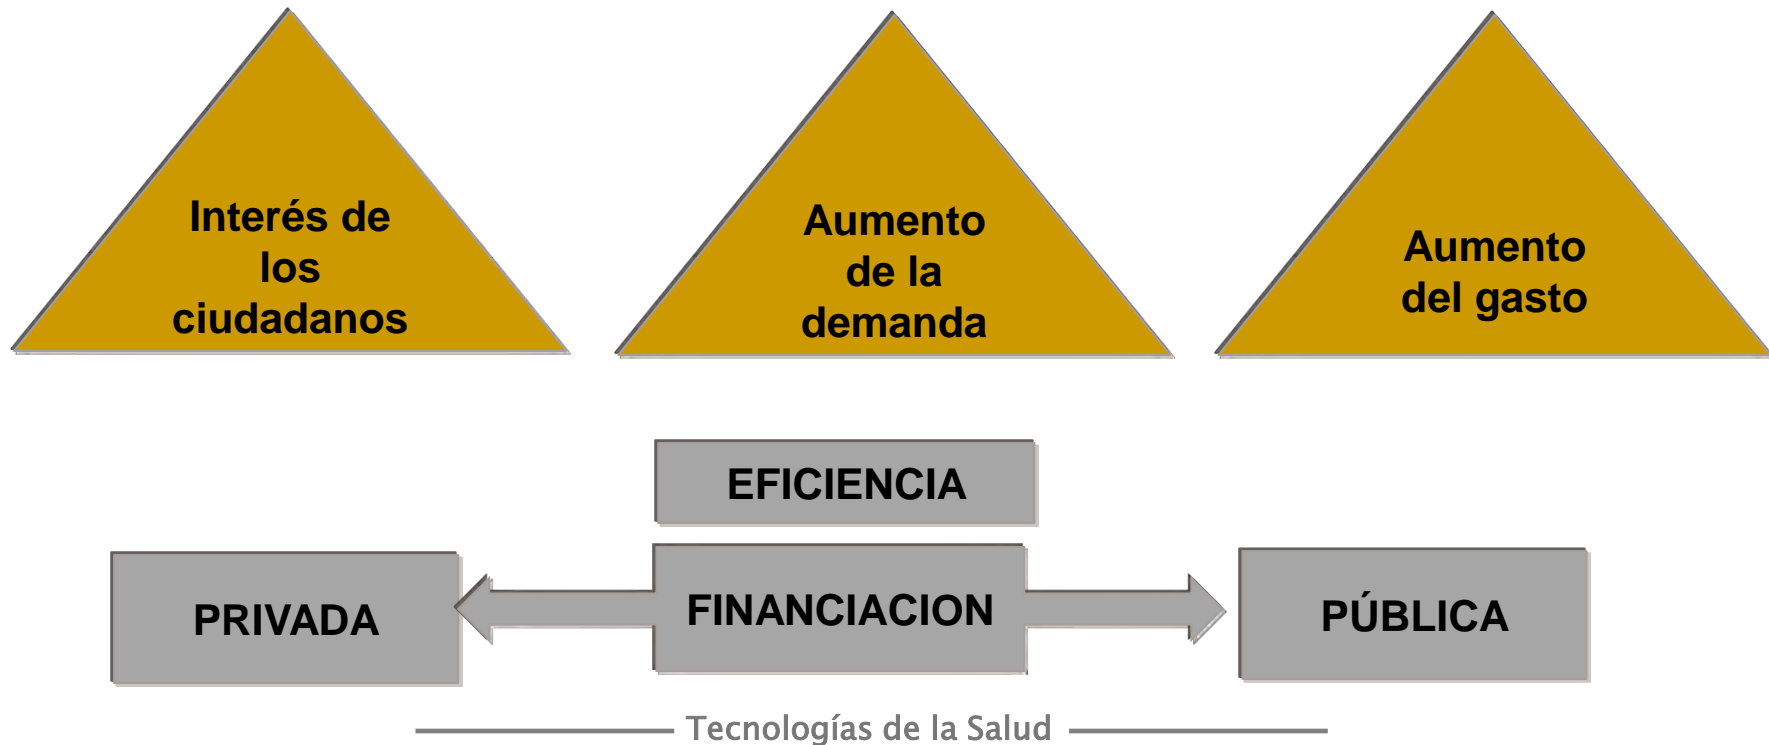 Interés de
los
ciudadanos
Aumento
de la
demanda
Aumento
del gasto
EFICIENCIA
PRIVADA
FINANCIACION
PÚBLICA
Tecnologías de la Salud